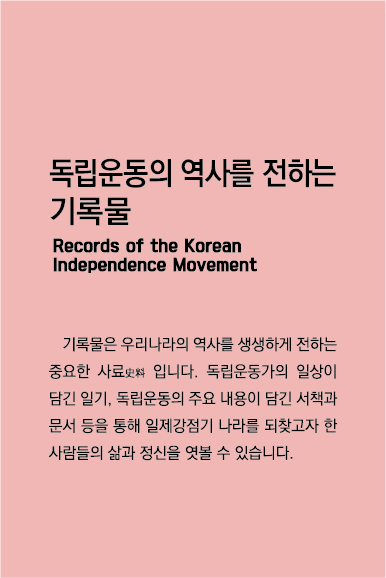 독립운동의 역사를 전하는
기록물
Records of the Korean
Independence Movement
기록물은 우리나라의 역사를 생생하게 전하는
중요한 사료史料 입니다. 독립운동가의 일상이
담긴 일기, 독립운동의 주요 내용이 담긴 서책과
문서 등을 통해 일제강점기 나라를 되찾고자 한
사람들의 삶과 정신을 엿볼 수 있습니다.